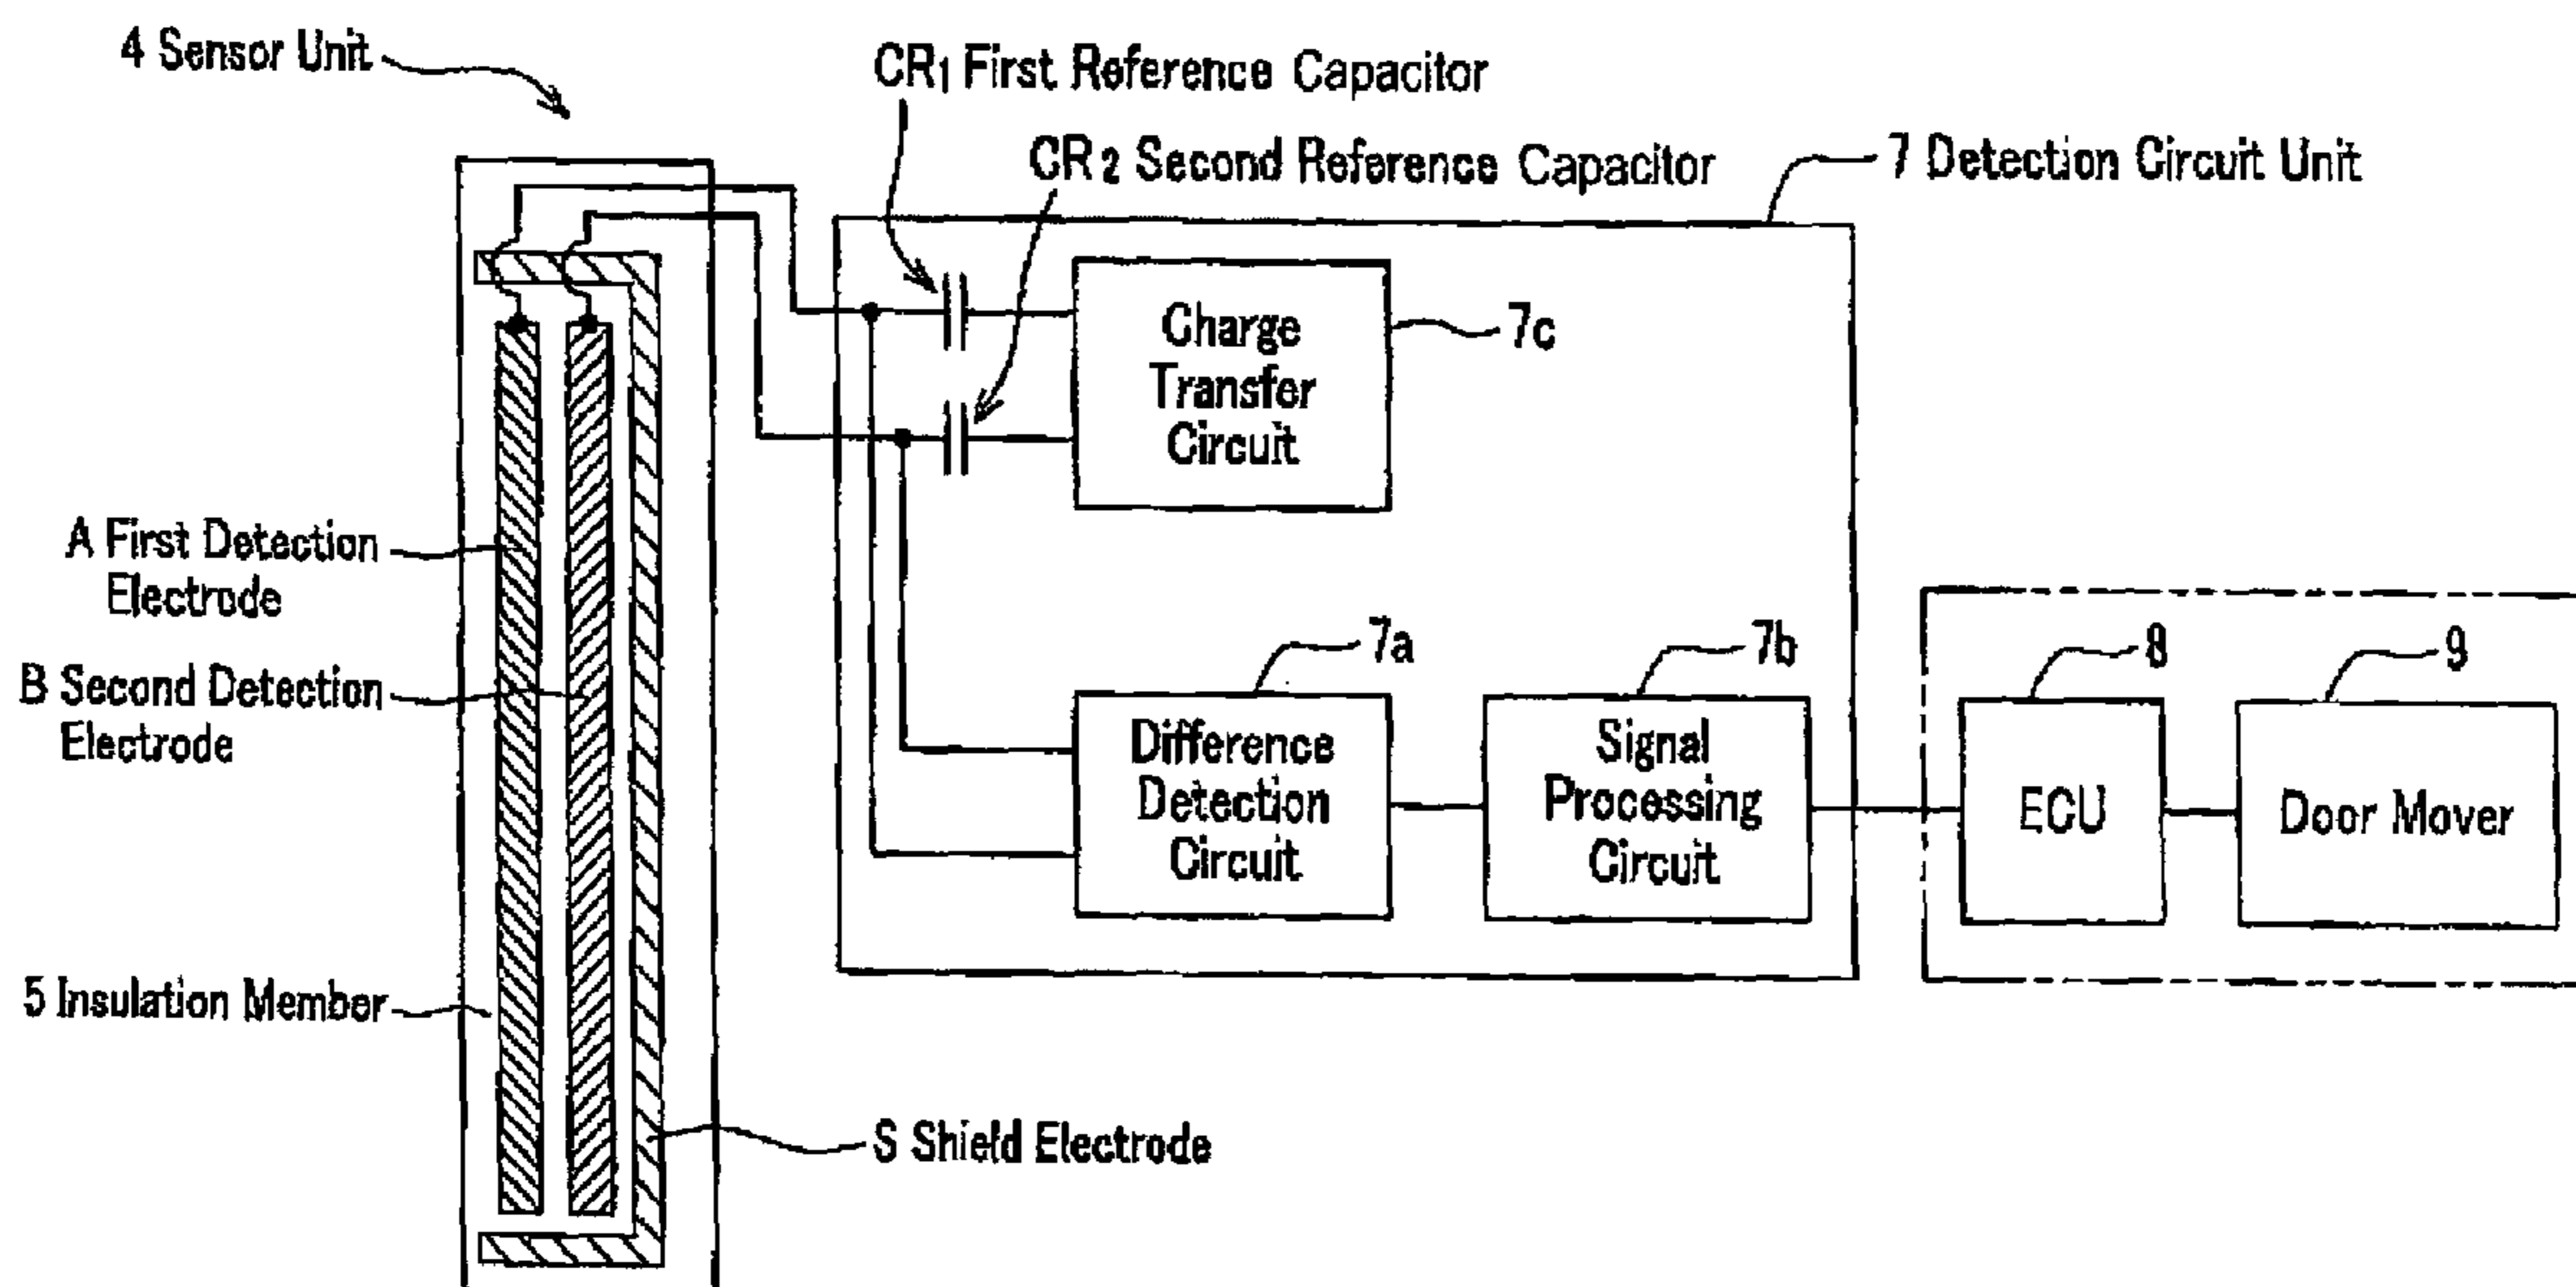 4 Sensor Unit
CR1 First Reference Capacitor
CR2 Second Reference Capacitor
7 Detection Circuit Unit
Charge
Transfer
Circuit
7c
A First Detection
Electrode
B Second Detection
Electrode
7a
7b
8
9
Difference
Detection
Circuit
Signal
Processing
Circuit
ECU
Door Mover
5 Insulation Member
S Shield Electrode